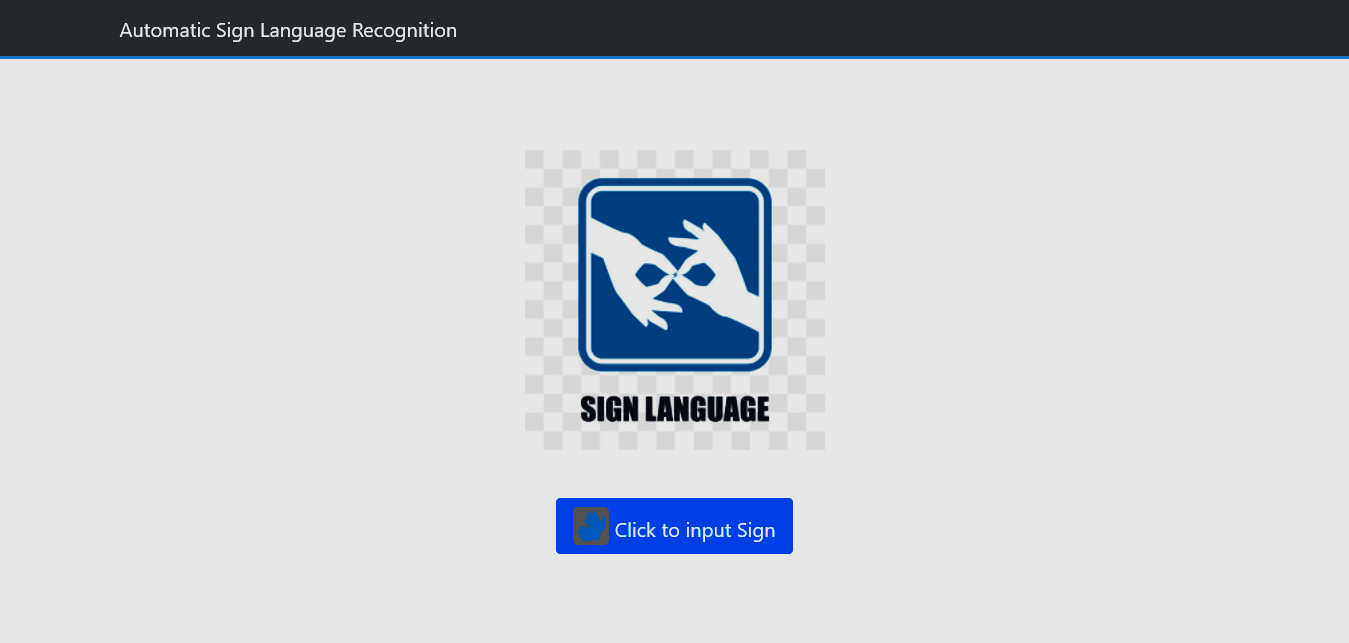 Automatic Sign Language Recognition
SIGN LANGUAGE
Click to input Sign